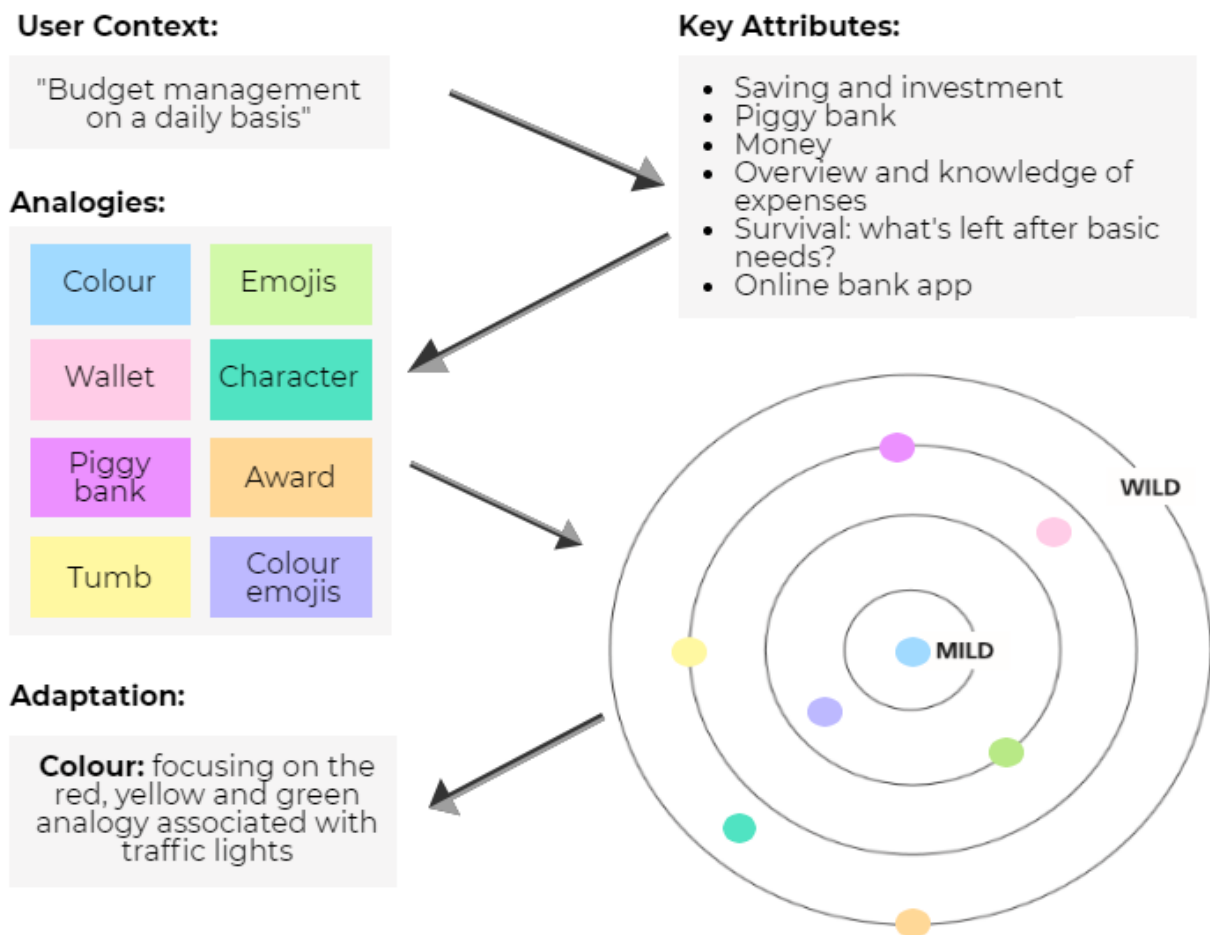 User Context:
"Budget management
on a daily basis"
Key Attributes:
• Saving and investment
• Piggy bank
• Money
• Overview and knowledge of
expenses
• Survival: what's left after basic
needs?
• Online bank app
Analogies:
Colour
Emojis
Wallet
Character
Piggy
bank
Award
Tumb
Colour
emojis
WILD
MILD
Adaptation:
Colour: focusing on the
red, yellow and green
analogy associated with
traffic lights